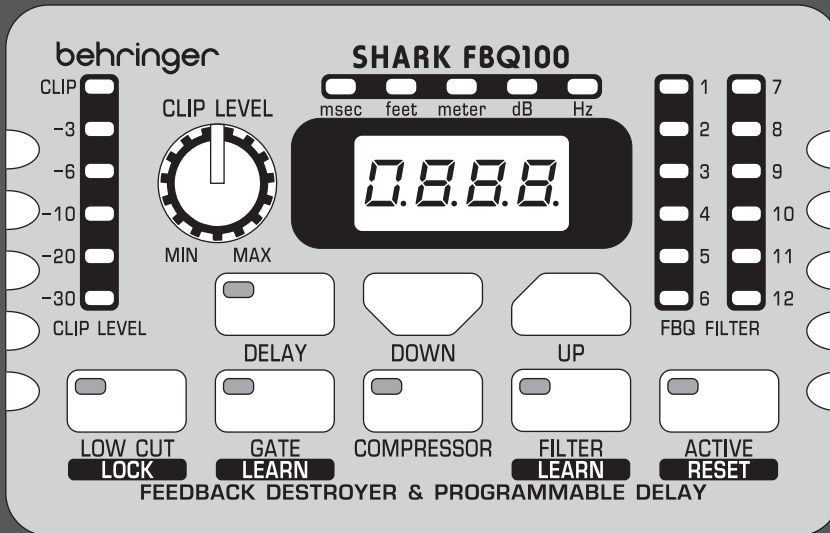 behringer
SHARK FBQ100
msec feet meter dB Hz
CLIP
-3
-6
-10
-20
-30
CLIP LEVEL
CLIP LEVEL
MIN MAX
0.8.8.8.
1
2
3
4
5
6
7
8
9
10
11
12
FBQ FILTER
DELAY
DOWN
UP
LOW CUT
LOCK
GATE
LEARN
COMPRESSOR
FILTER
LEARN
ACTIVE
RESET
FEEDBACK DESTROYER & PROGRAMMABLE DELAY